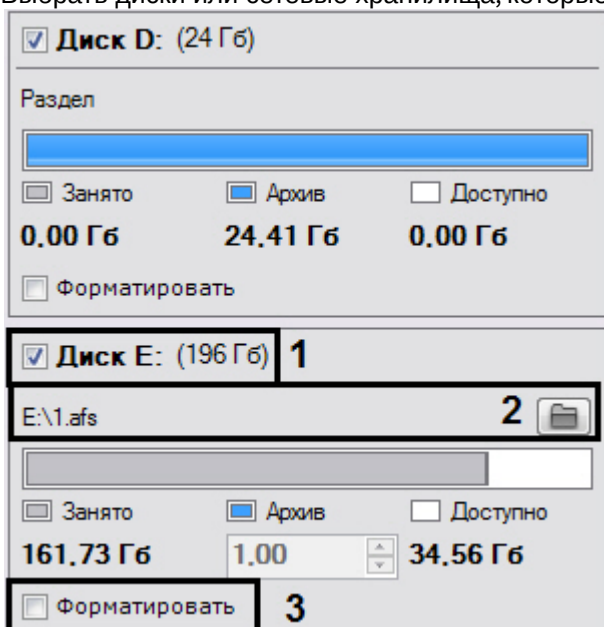 Выбрать диски или сетевые хранилища, которые
Диск D: (24 Гб)
Раздел
Занято Архив Доступно
0,00 Гб 24,41 Гб 0,00 Гб
Форматировать
Диск E: (196 Гб) 1
E:\1.afs 2
Занято Архив Доступно
161,73 Гб 1,00 34,56 Гб
Форматировать 3